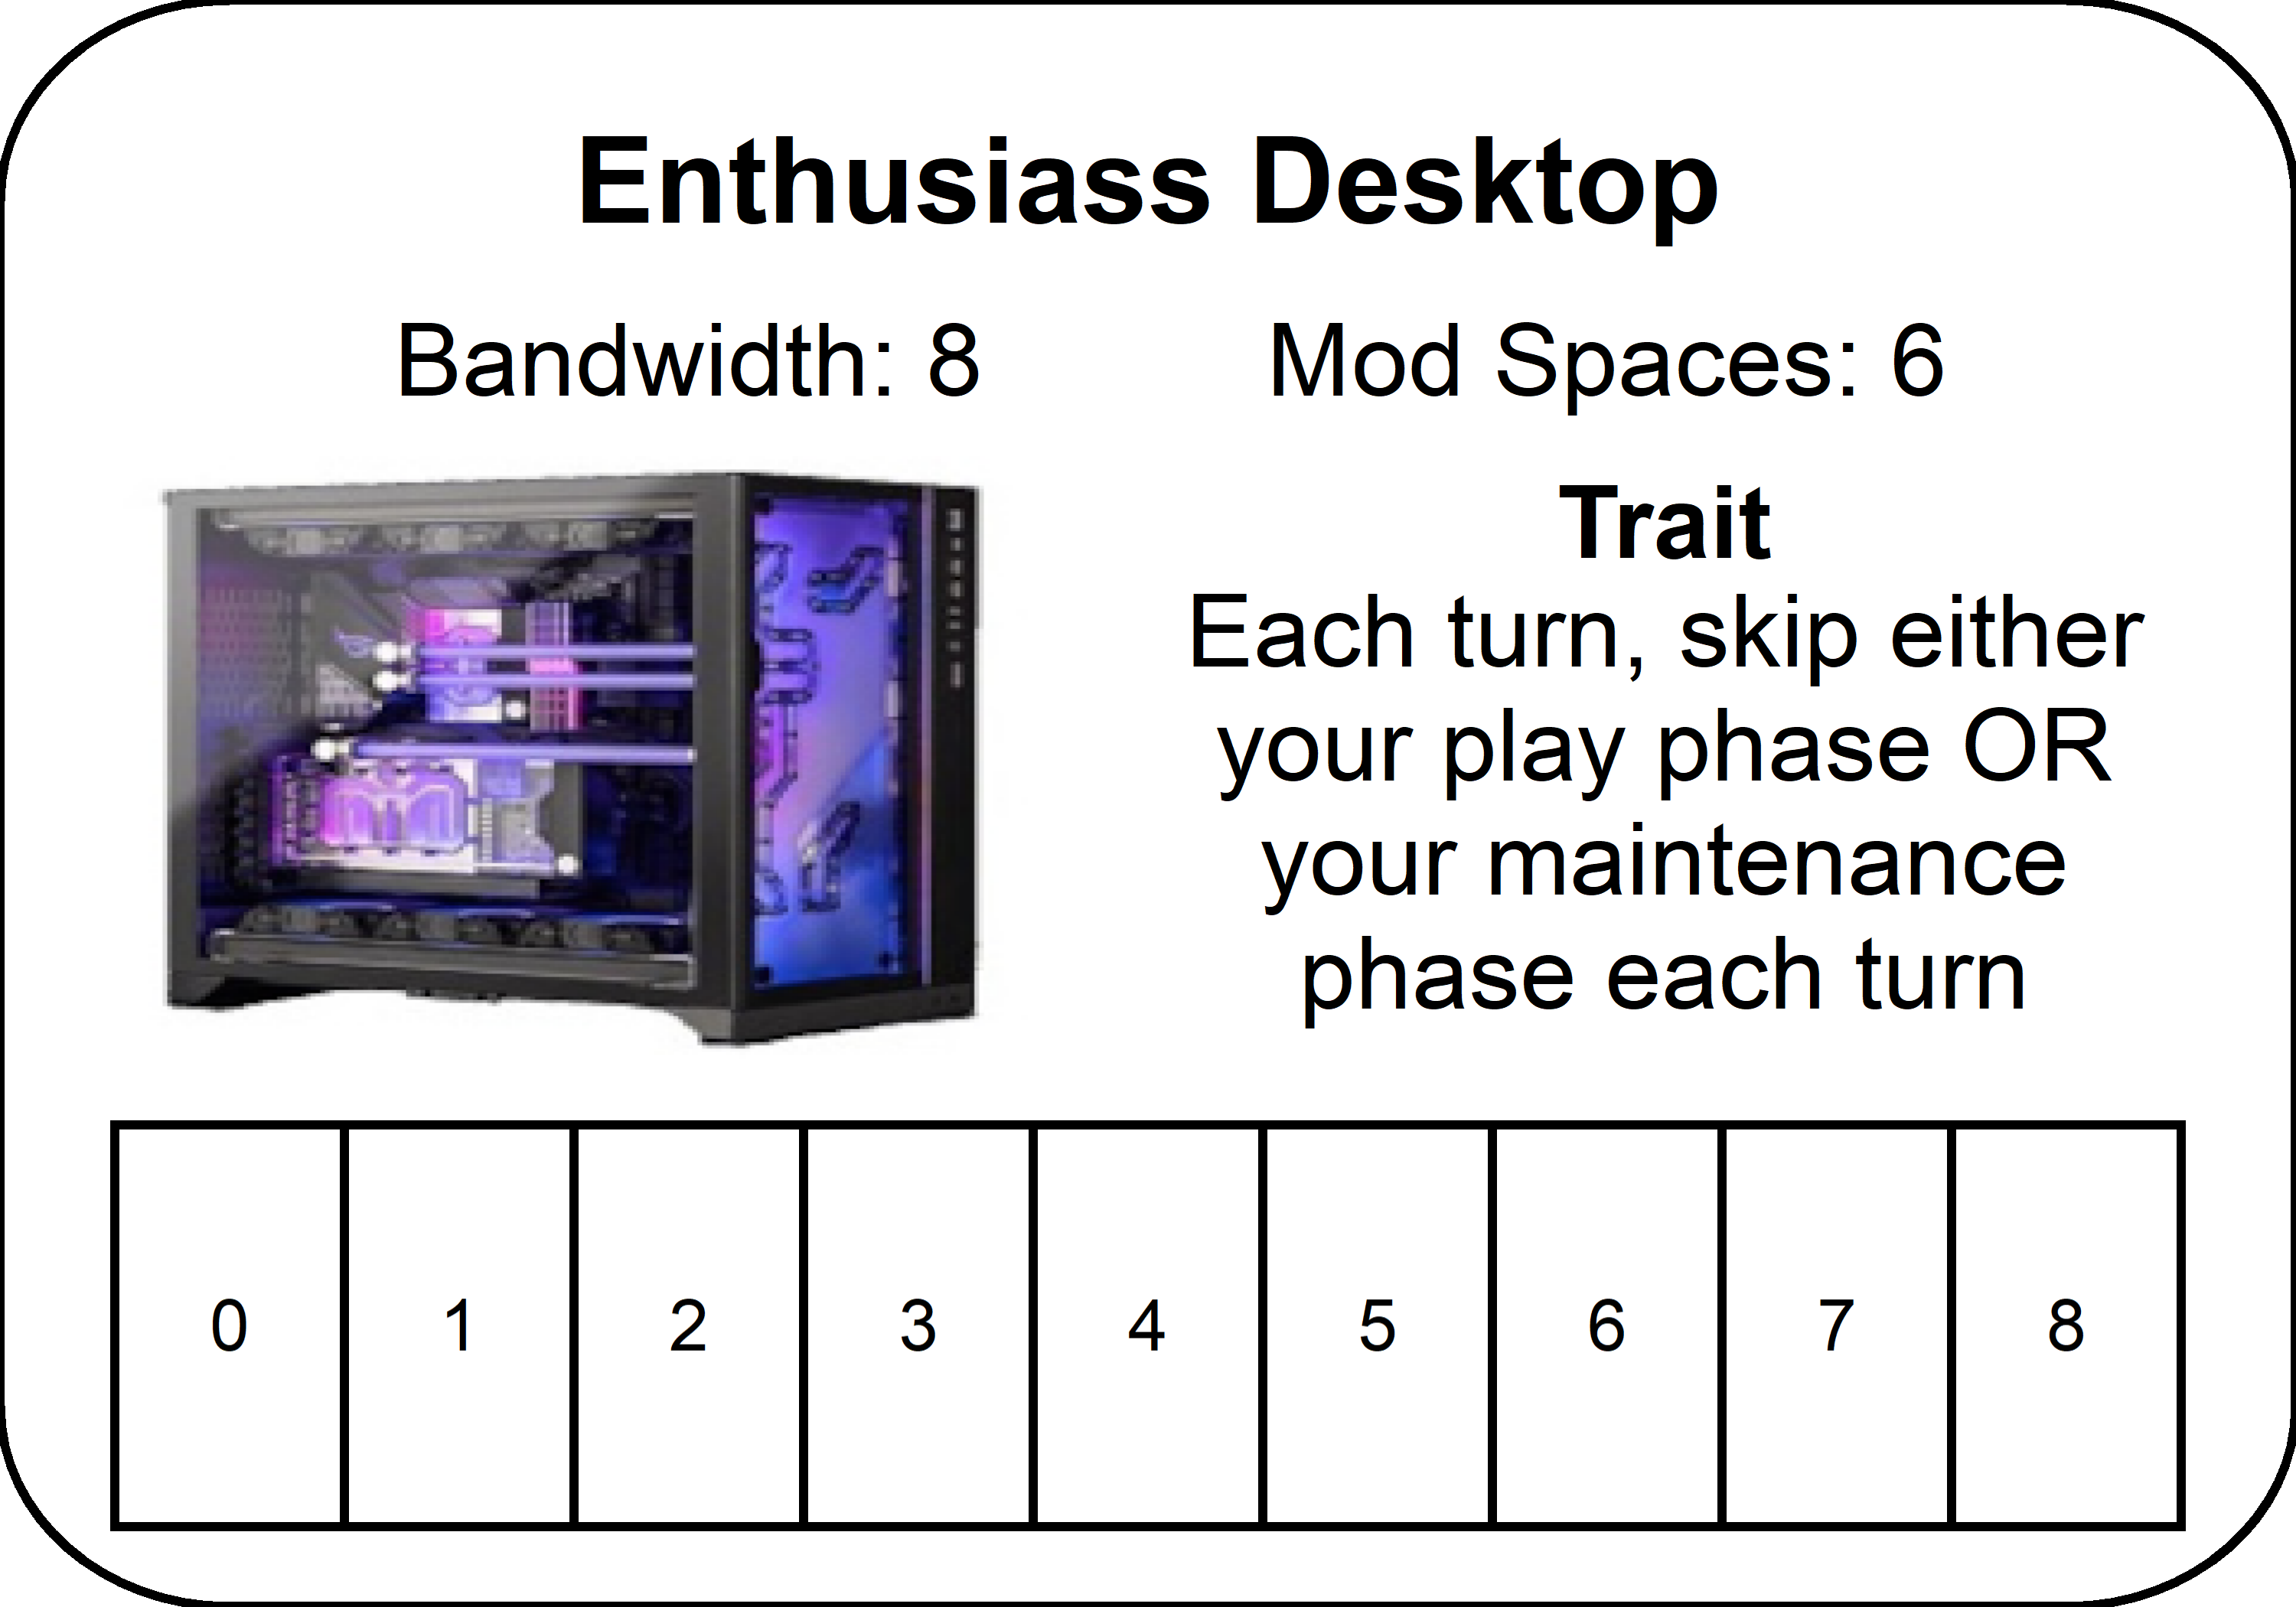 Enthusiass Desktop
Bandwidth: 8 Mod Spaces: 6
Trait
Each turn, skip either
your play phase OR
your maintenance
phase each turn
0 1 2 3 4 5 6 7 8